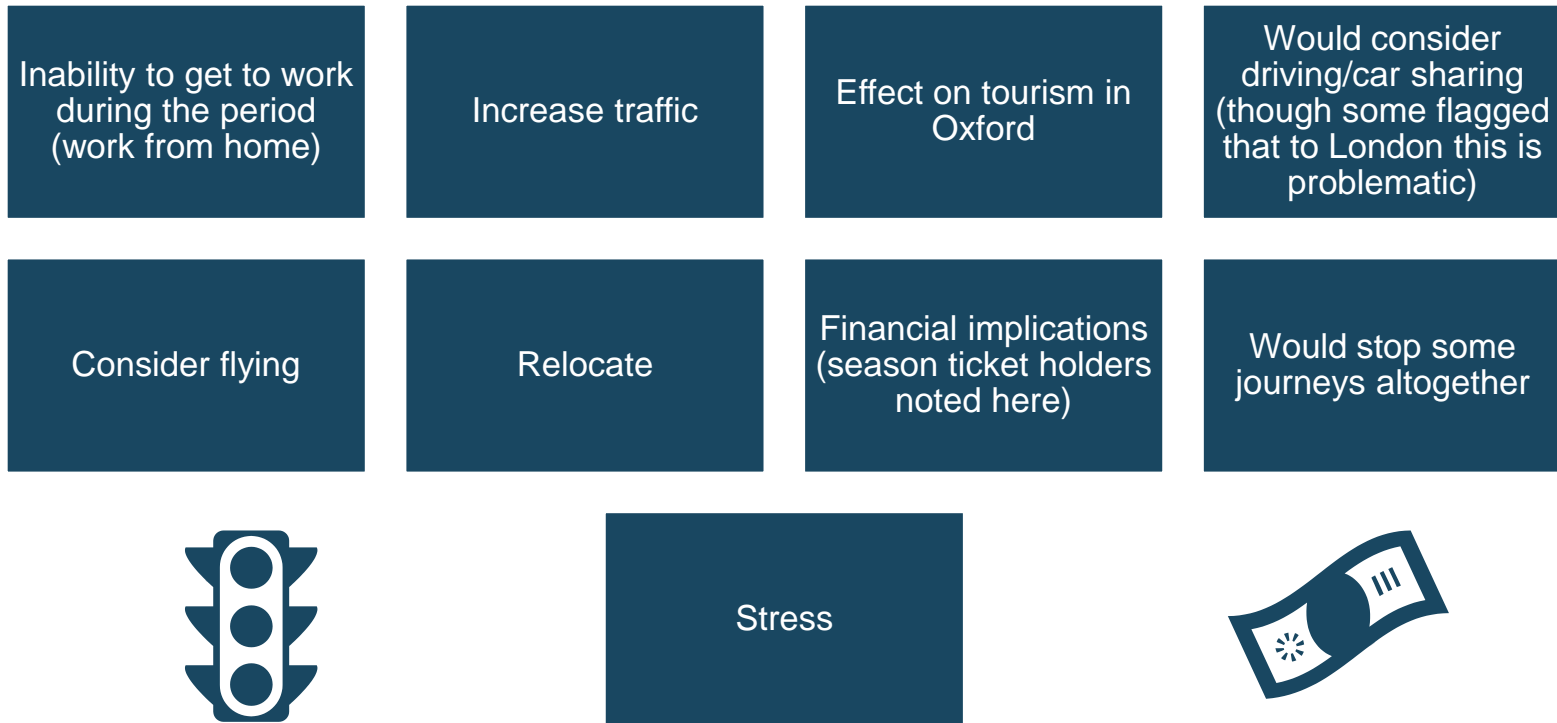 Inability to get to work
during the period
(work from home)
Increase traffic
Effect on tourism in
Oxford
Would consider
driving/car sharing
(though some flagged
that to London this is
problematic)
Consider flying
Relocate
Financial implications
(season ticket holders
noted here)
Would stop some
journeys altogether
Stress